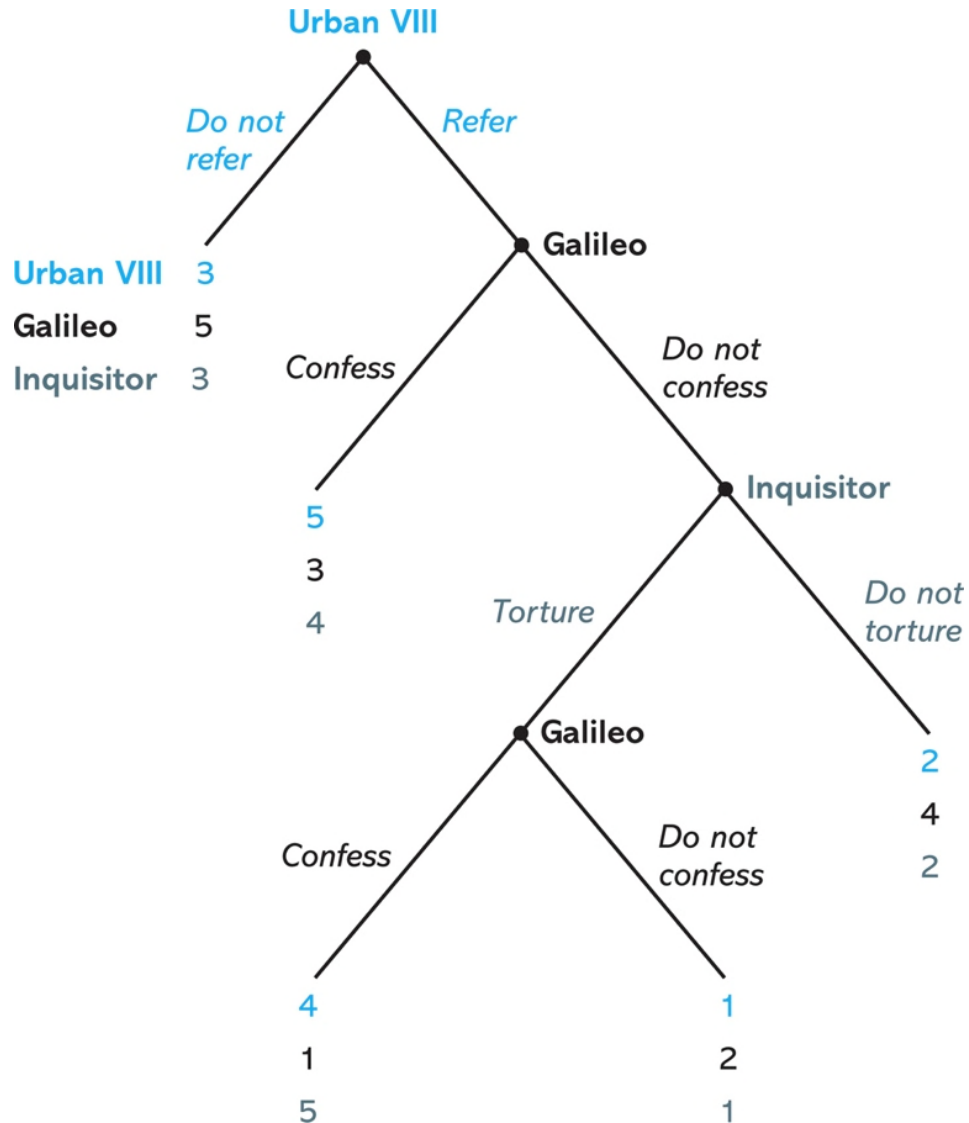 Urban VIII
Do not
refer
Refer
Galileo
Urban VIII 3
Galileo 5
Inquisitor 3
Confess
Do not
confess
Inquisitor
5
3
4
Torture
Do not
torture
Galileo
2
4
2
Confess
Do not
confess
4
1
5
1
2
1